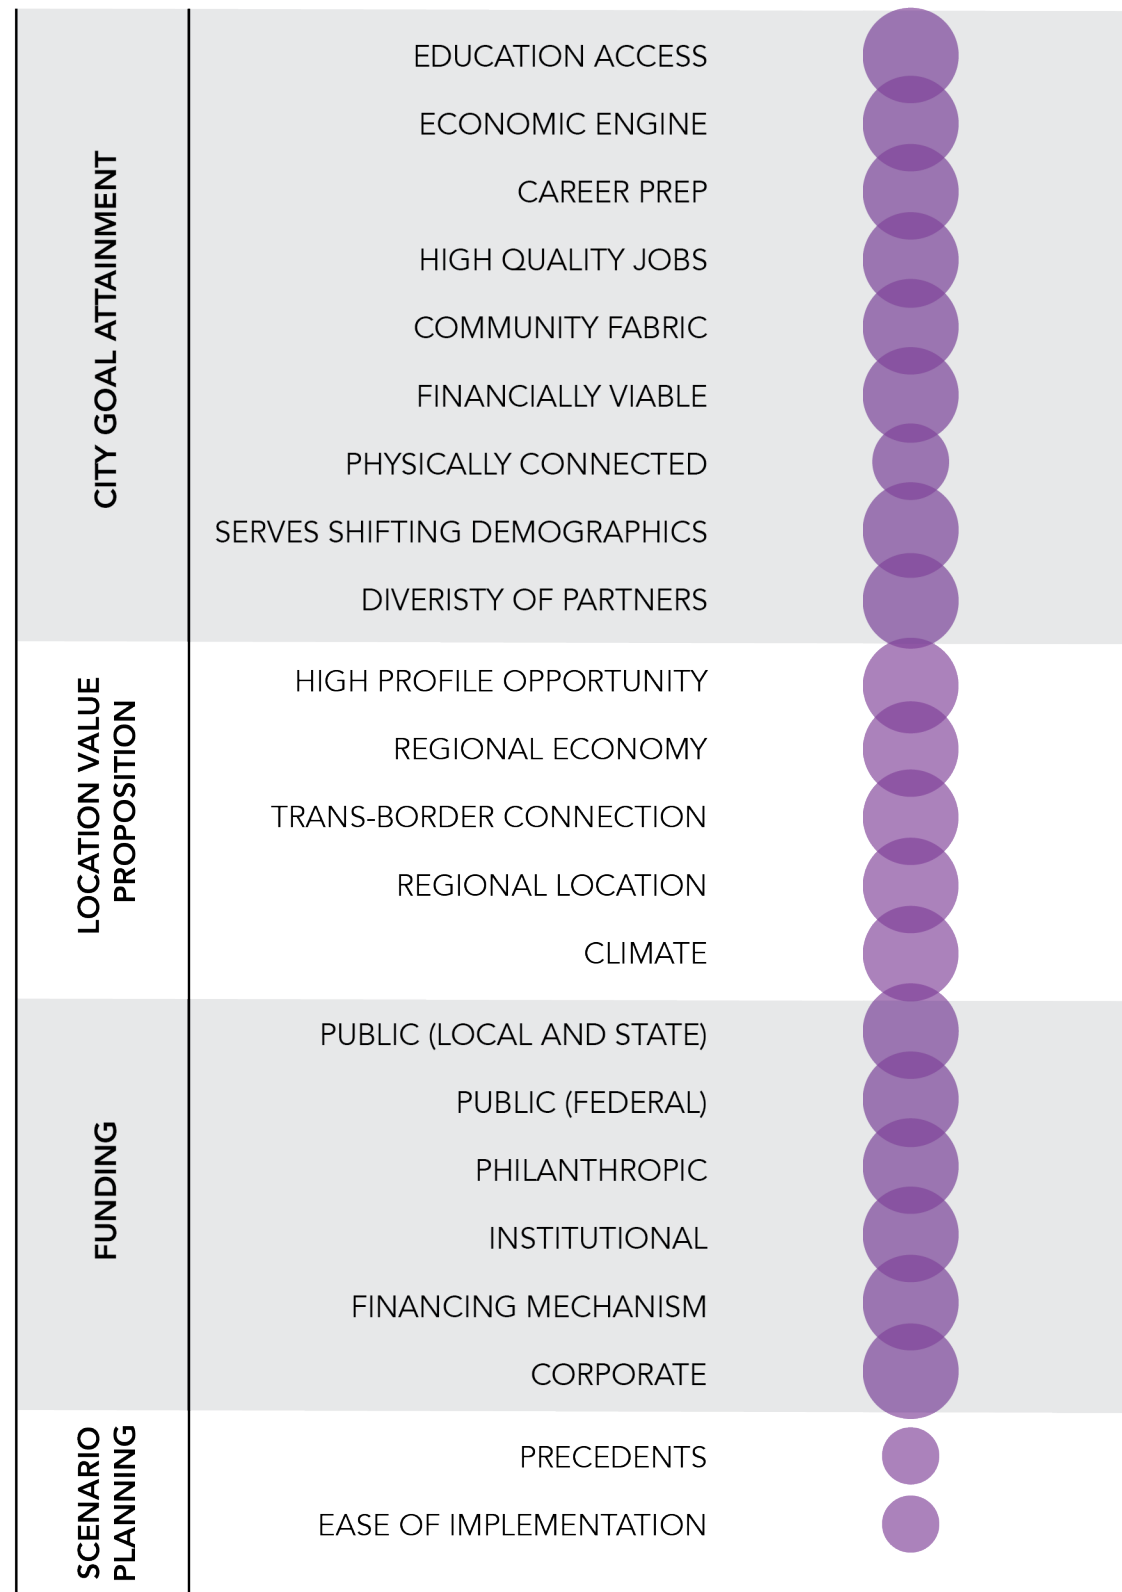 CITY GOAL ATTAINMENT
EDUCATION ACCESS
ECONOMIC ENGINE
CAREER PREP
HIGH QUALITY JOBS
COMMUNITY FABRIC
FINANCIALLY VIABLE
PHYSICALLY CONNECTED
SERVES SHIFTING DEMOGRAPHICS
DIVERISTY OF PARTNERS
LOCATION VALUE
PROPOSITION
HIGH PROFILE OPPORTUNITY
REGIONAL ECONOMY
TRANS-BORDER CONNECTION
REGIONAL LOCATION
CLIMATE
FUNDING
PUBLIC (LOCAL AND STATE)
PUBLIC (FEDERAL)
PHILANTHROPIC
INSTITUTIONAL
FINANCING MECHANISM
CORPORATE
SCENARIO
PLANNING
PRECEDENTS
EASE OF IMPLEMENTATION